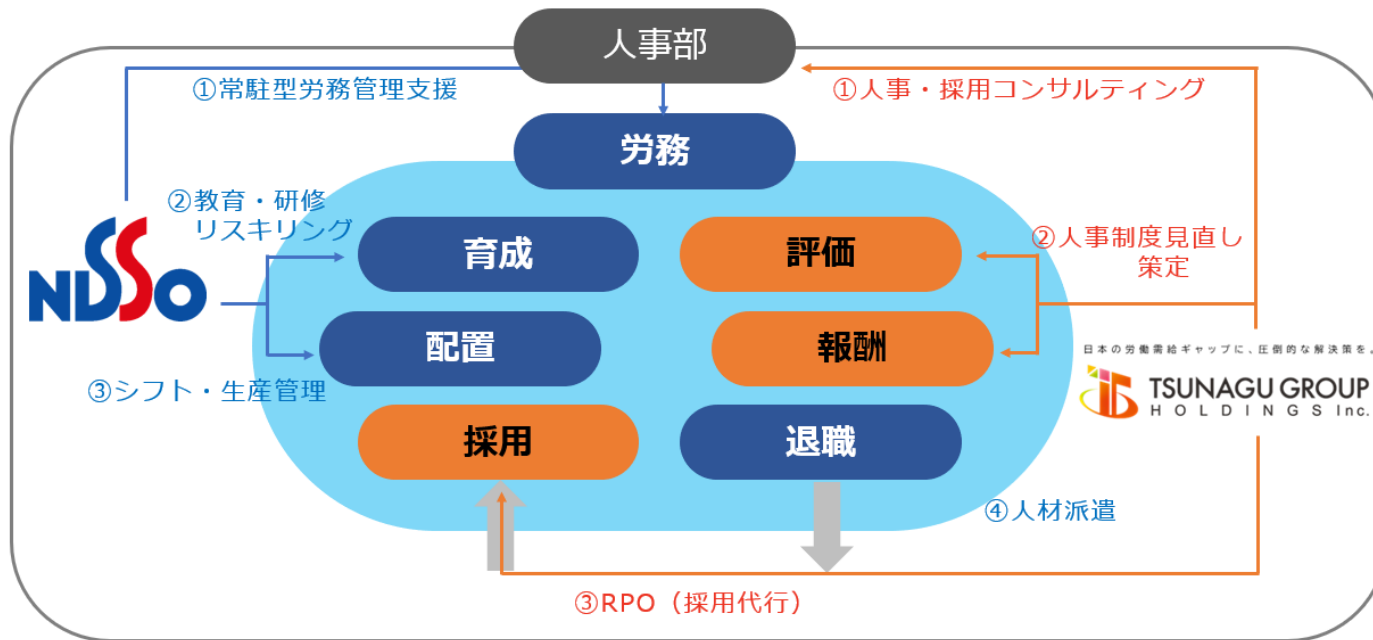 人事部
①常駐型労務管理支援
①人事・採用コンサルティング
労務
②教育・研修
リスキリング
育成
評価
②人事制度見直し
策定
NISSO
配置
報酬
日本の労働需給ギャップに、圧倒的な解決策を。
TSUNAGU GROUP
HOLDINGS Inc.
③シフト・生産管理
採用
退職
④人材派遣
③RPO（採用代行）